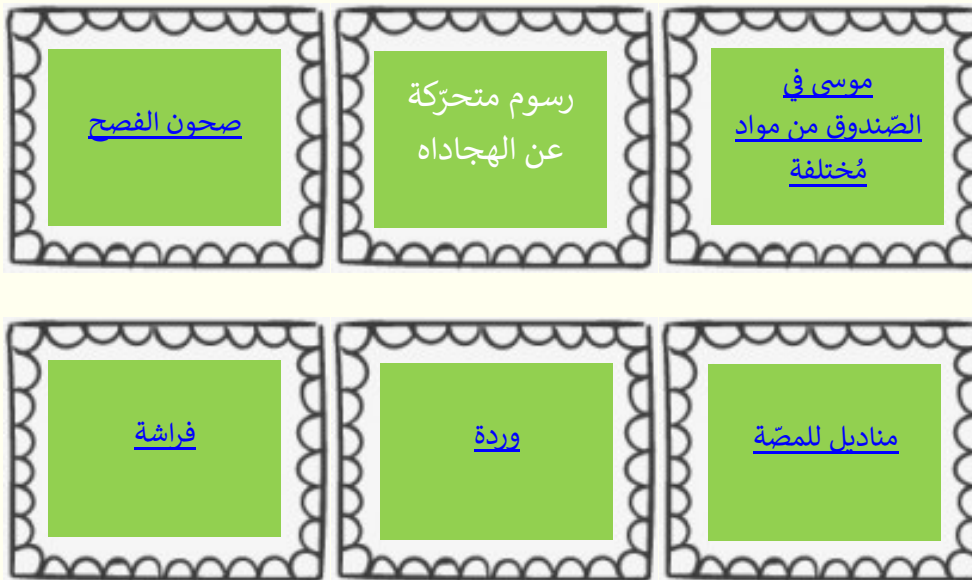 موسى في
الصّندوق من مواد
مُختلفة
رسوم متحرّكة
عن الهجاداه
صحون الفصح
مناديل للمصّة
وردة
فراشة